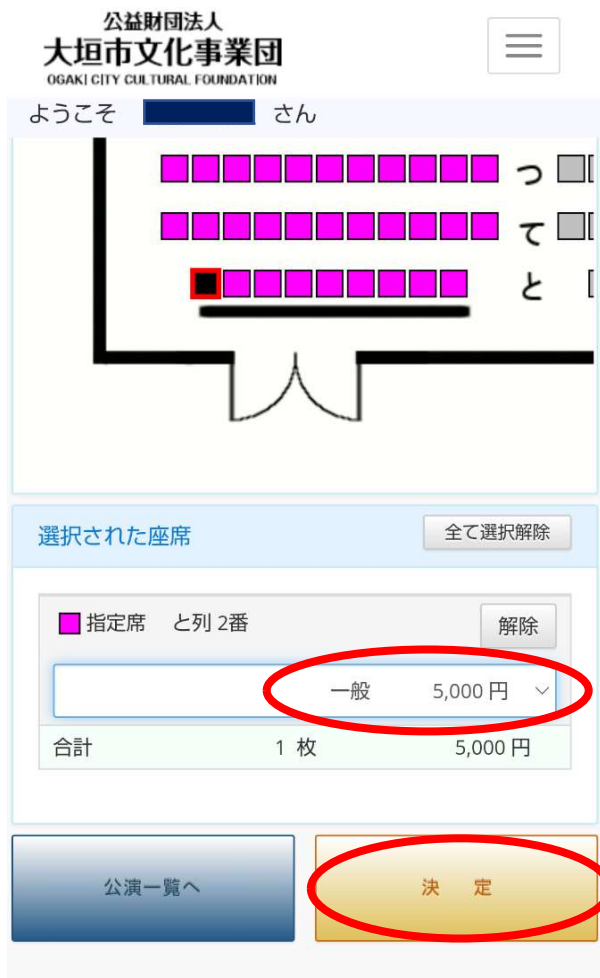 公益財団法人
大垣市文化事業団
OGAKI CITY CULTURAL FOUNDATION
ようこそ さん
つ
て
と
選択された座席 全て選択解除
指定席 と列 2番 解除
一般 5,000 円
合計 1 枚 5,000 円
公演一覧へ 決 定